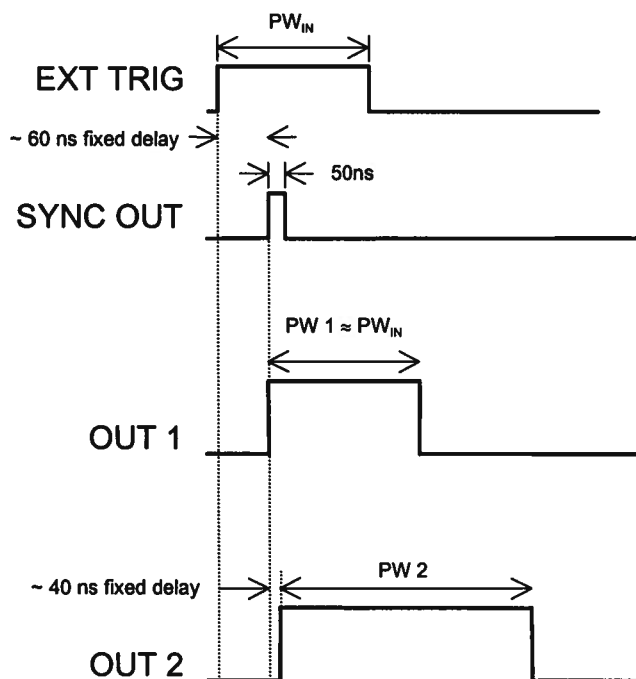 PW_IN
EXT TRIG
~ 60 ns fixed delay
50ns
SYNC OUT
PW 1 ≈ PW_IN
OUT 1
~ 40 ns fixed delay
PW 2
OUT 2